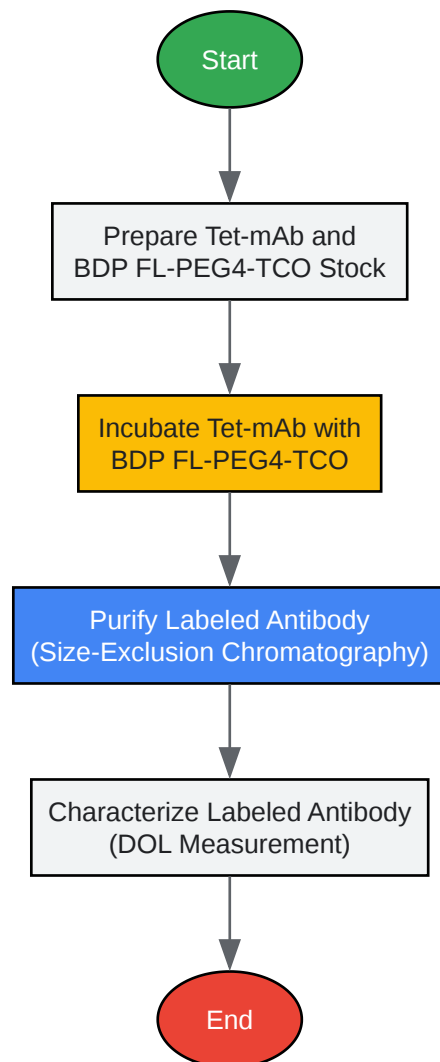 Start
Prepare Tet-mAb and
BDP FL-PEG4-TCO Stock
Incubate Tet-mAb with
BDP FL-PEG4-TCO
Purify Labeled Antibody
(Size-Exclusion Chromatography)
Characterize Labeled Antibody
(DOL Measurement)
End